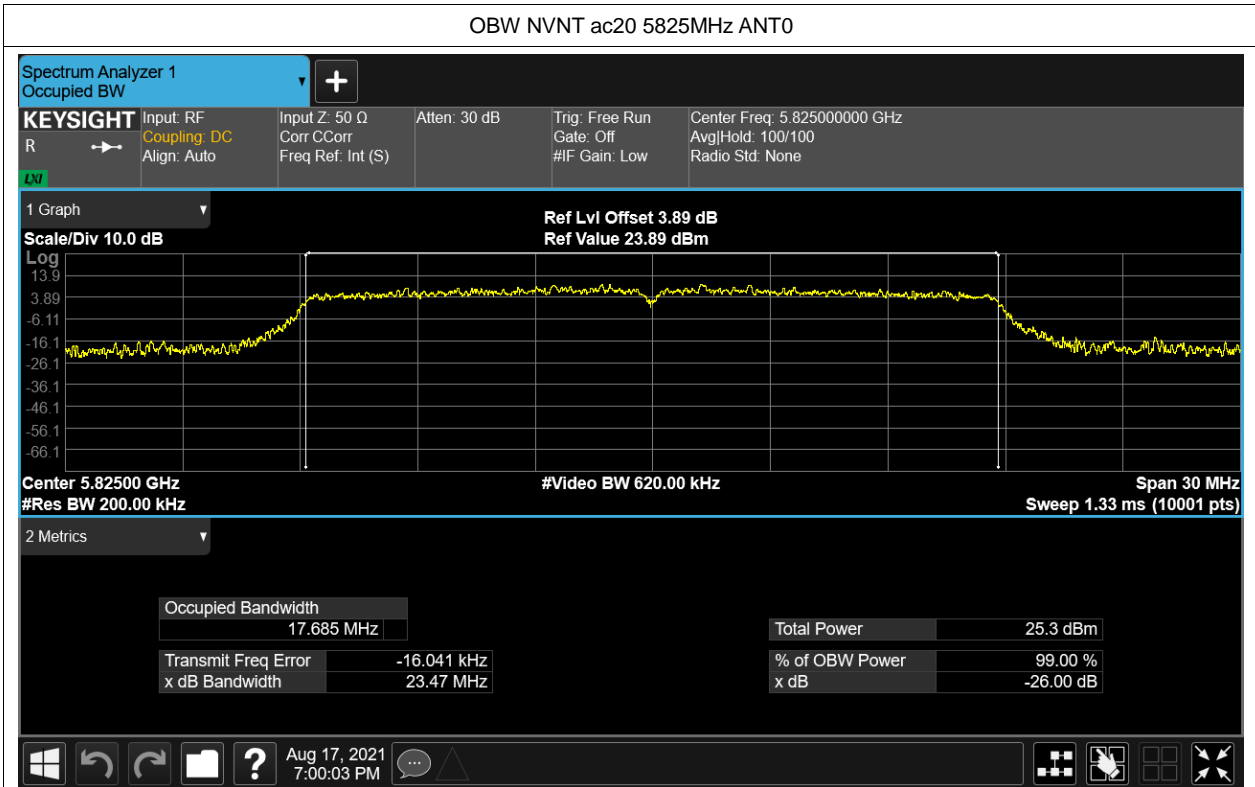 OBW NVNT ac20 5825MHz ANT0
Spectrum Analyzer 1
Occupied BW
KEYSIGHT
R
LXI
Input: RF
Coupling: DC
Align: Auto
Input Z: 50 Ω
Corr CCorr
Freq Ref: Int (S)
Atten: 30 dB
Trig: Free Run
Gate: Off
#IF Gain: Low
Center Freq: 5.825000000 GHz
Avg|Hold: 100/100
Radio Std: None
1 Graph
Scale/Div 10.0 dB
Ref Lvl Offset 3.89 dB
Ref Value 23.89 dBm
Log
13.9
3.89
-6.11
-16.1
-26.1
-36.1
-46.1
-56.1
-66.1
Center 5.82500 GHz
#Res BW 200.00 kHz
#Video BW 620.00 kHz
Span 30 MHz
Sweep 1.33 ms (10001 pts)
2 Metrics
Occupied Bandwidth
17.685 MHz
Transmit Freq Error -16.041 kHz
x dB Bandwidth 23.47 MHz
Total Power 25.3 dBm
% of OBW Power 99.00 %
x dB -26.00 dB
?
Aug 17, 2021
7:00:03 PM